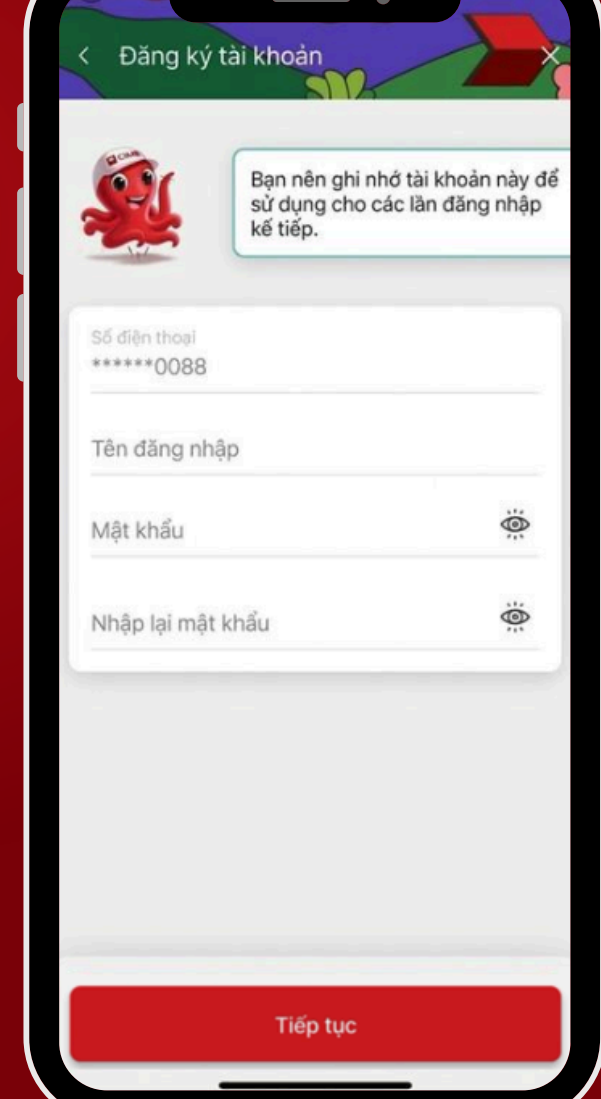 Đăng ký tài khoản
CIMB
Bạn nên ghi nhớ tài khoản này để
sử dụng cho các lần đăng nhập
kế tiếp.
Số điện thoại
******0088
Tên đăng nhập
Mật khẩu
Nhập lại mật khẩu
Tiếp tục